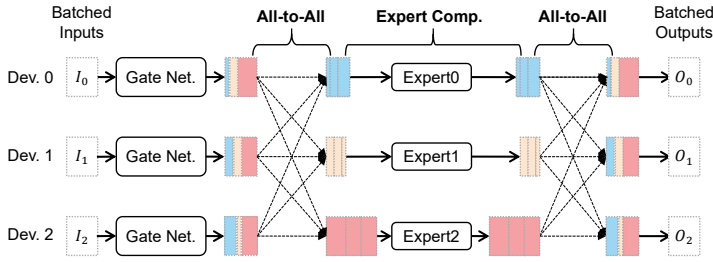 Batched
Inputs
All-to-All
Expert Comp.
All-to-All
Batched
Outputs
Dev. 0
I₀
Gate Net.
Expert0
O₀
Dev. 1
I₁
Gate Net.
Expert1
O₁
Dev. 2
I₂
Gate Net.
Expert2
O₂